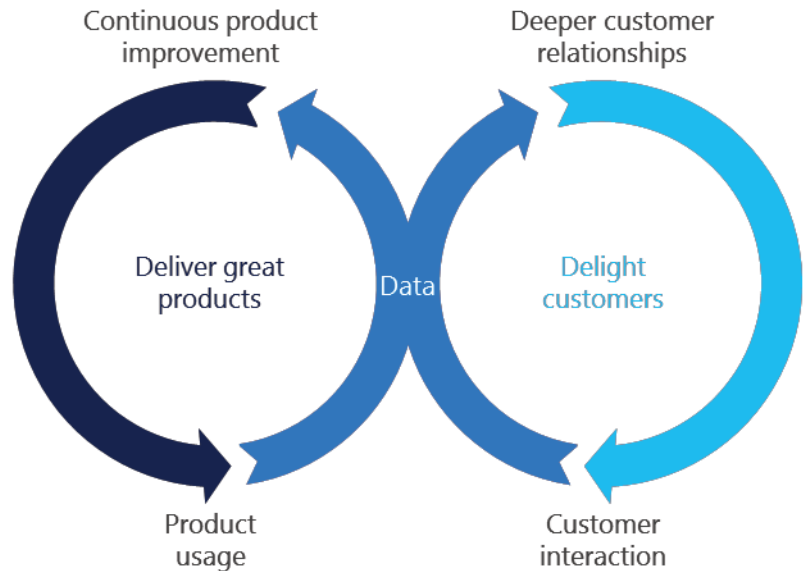 Continuous product
improvement
Deeper customer
relationships
Deliver great
products
Data
Delight
customers
Product
usage
Customer
interaction